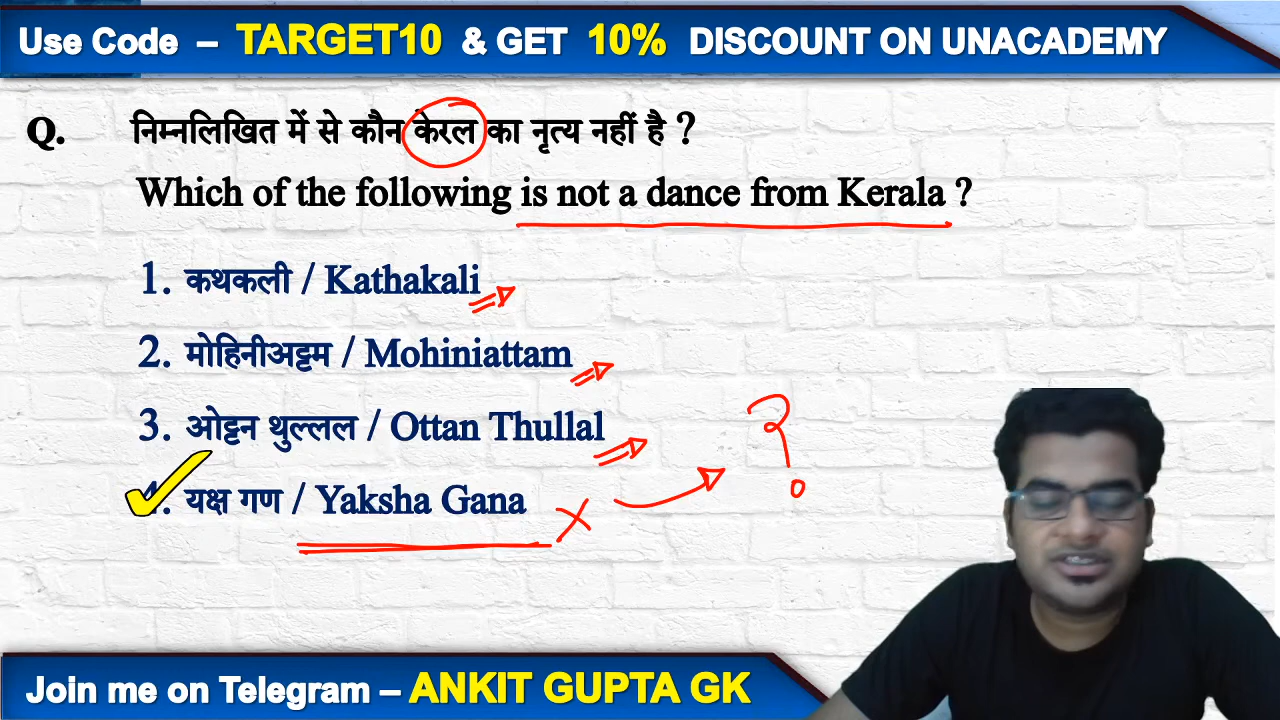 Use Code – TARGET10 & GET 10% DISCOUNT ON UNACADEMY
Q. निम्नलिखित में से कौन केरल का नृत्य नहीं है ?
Which of the following is not a dance from Kerala ?
1. कथकली / Kathakali
2. मोहिनीअट्टम / Mohiniattam
3. ओट्टन थुल्लल / Ottan Thullal
4. यक्ष गण / Yaksha Gana
?
Join me on Telegram – ANKIT GUPTA GK